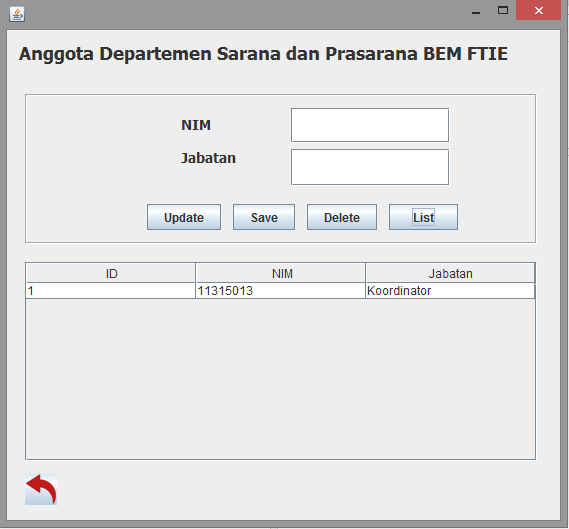 Anggota Departemen Sarana dan Prasarana BEM FTIE
NIM
Jabatan
Update Save Delete List
ID NIM Jabatan
1 11315013 Koordinator